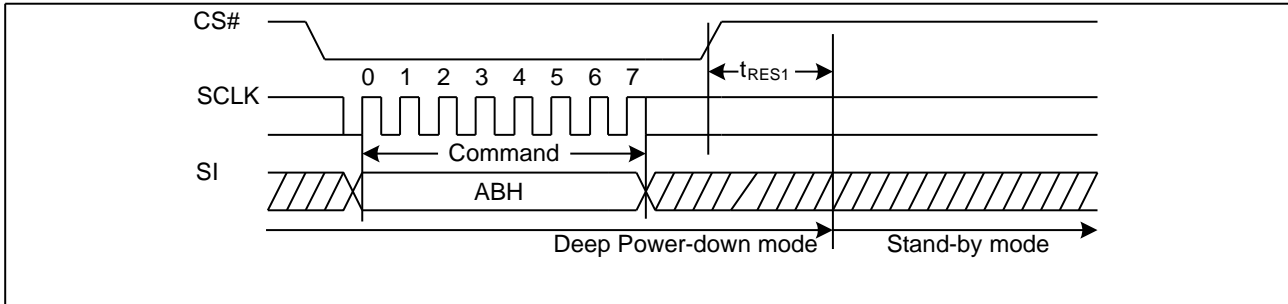 CS#
tRES1
0 1 2 3 4 5 6 7
SCLK
Command
SI
ABH
Deep Power-down mode Stand-by mode